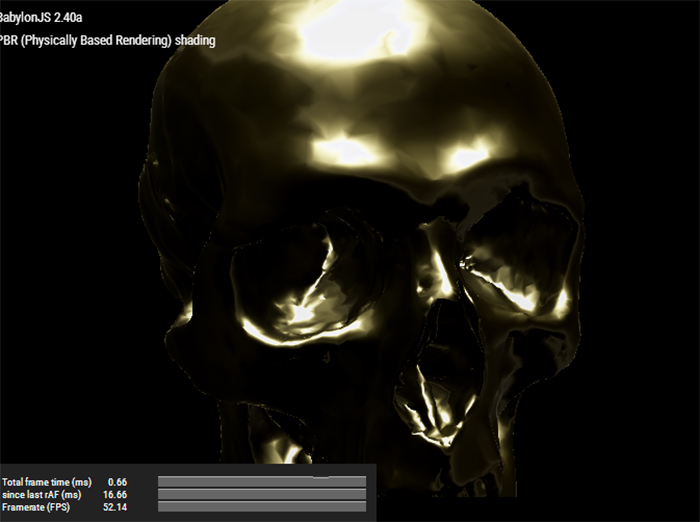 BabylonJS 2.40a
PBR (Physically Based Rendering) shading
Total frame time (ms) 0.66
since last rAF (ms) 16.66
Framerate (FPS) 52.14